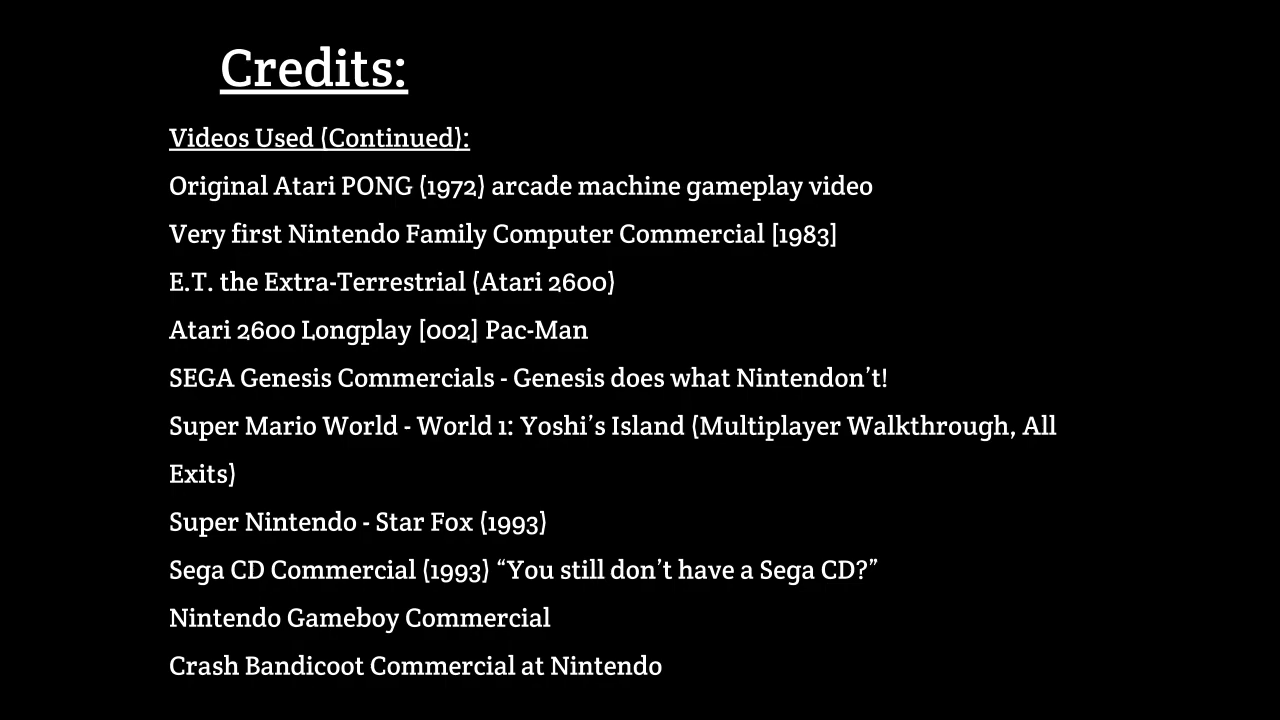 Credits:
Videos Used (Continued):
Original Atari PONG (1972) arcade machine gameplay video
Very first Nintendo Family Computer Commercial [1983]
E.T. the Extra-Terrestrial (Atari 2600)
Atari 2600 Longplay [002] Pac-Man
SEGA Genesis Commercials - Genesis does what Nintendon’t!
Super Mario World - World 1: Yoshi’s Island (Multiplayer Walkthrough, All
Exits)
Super Nintendo - Star Fox (1993)
Sega CD Commercial (1993) “You still don’t have a Sega CD?”
Nintendo Gameboy Commercial
Crash Bandicoot Commercial at Nintendo